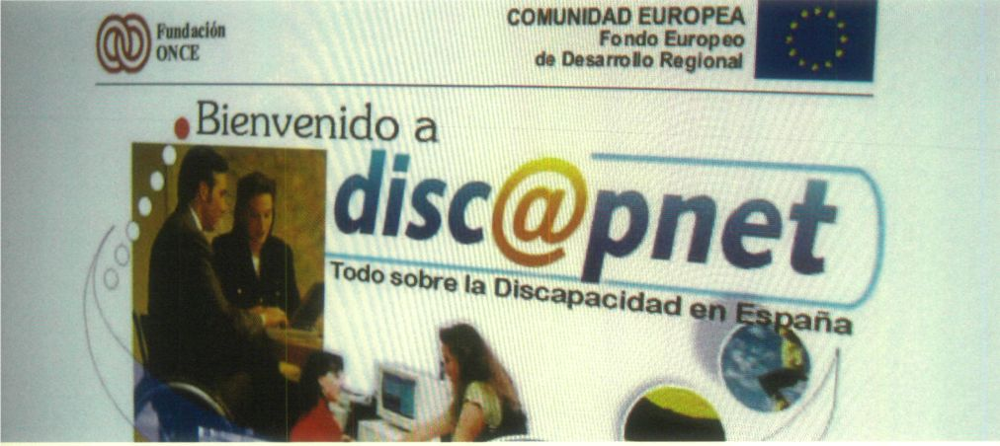 Fundación
ONCE
COMUNIDAD EUROPEA
Fondo Europeo
de Desarrollo Regional
Bienvenido a
disc@pnet
Todo sobre la Discapacidad en España